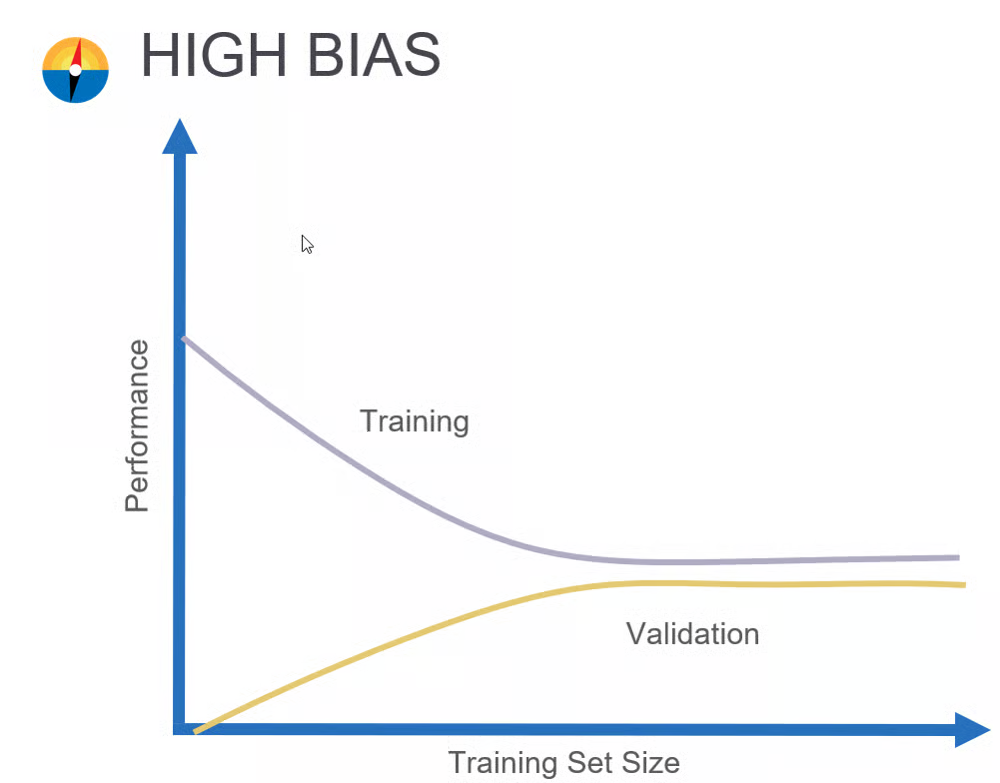 HIGH BIAS
Performance
Training
Validation
Training Set Size